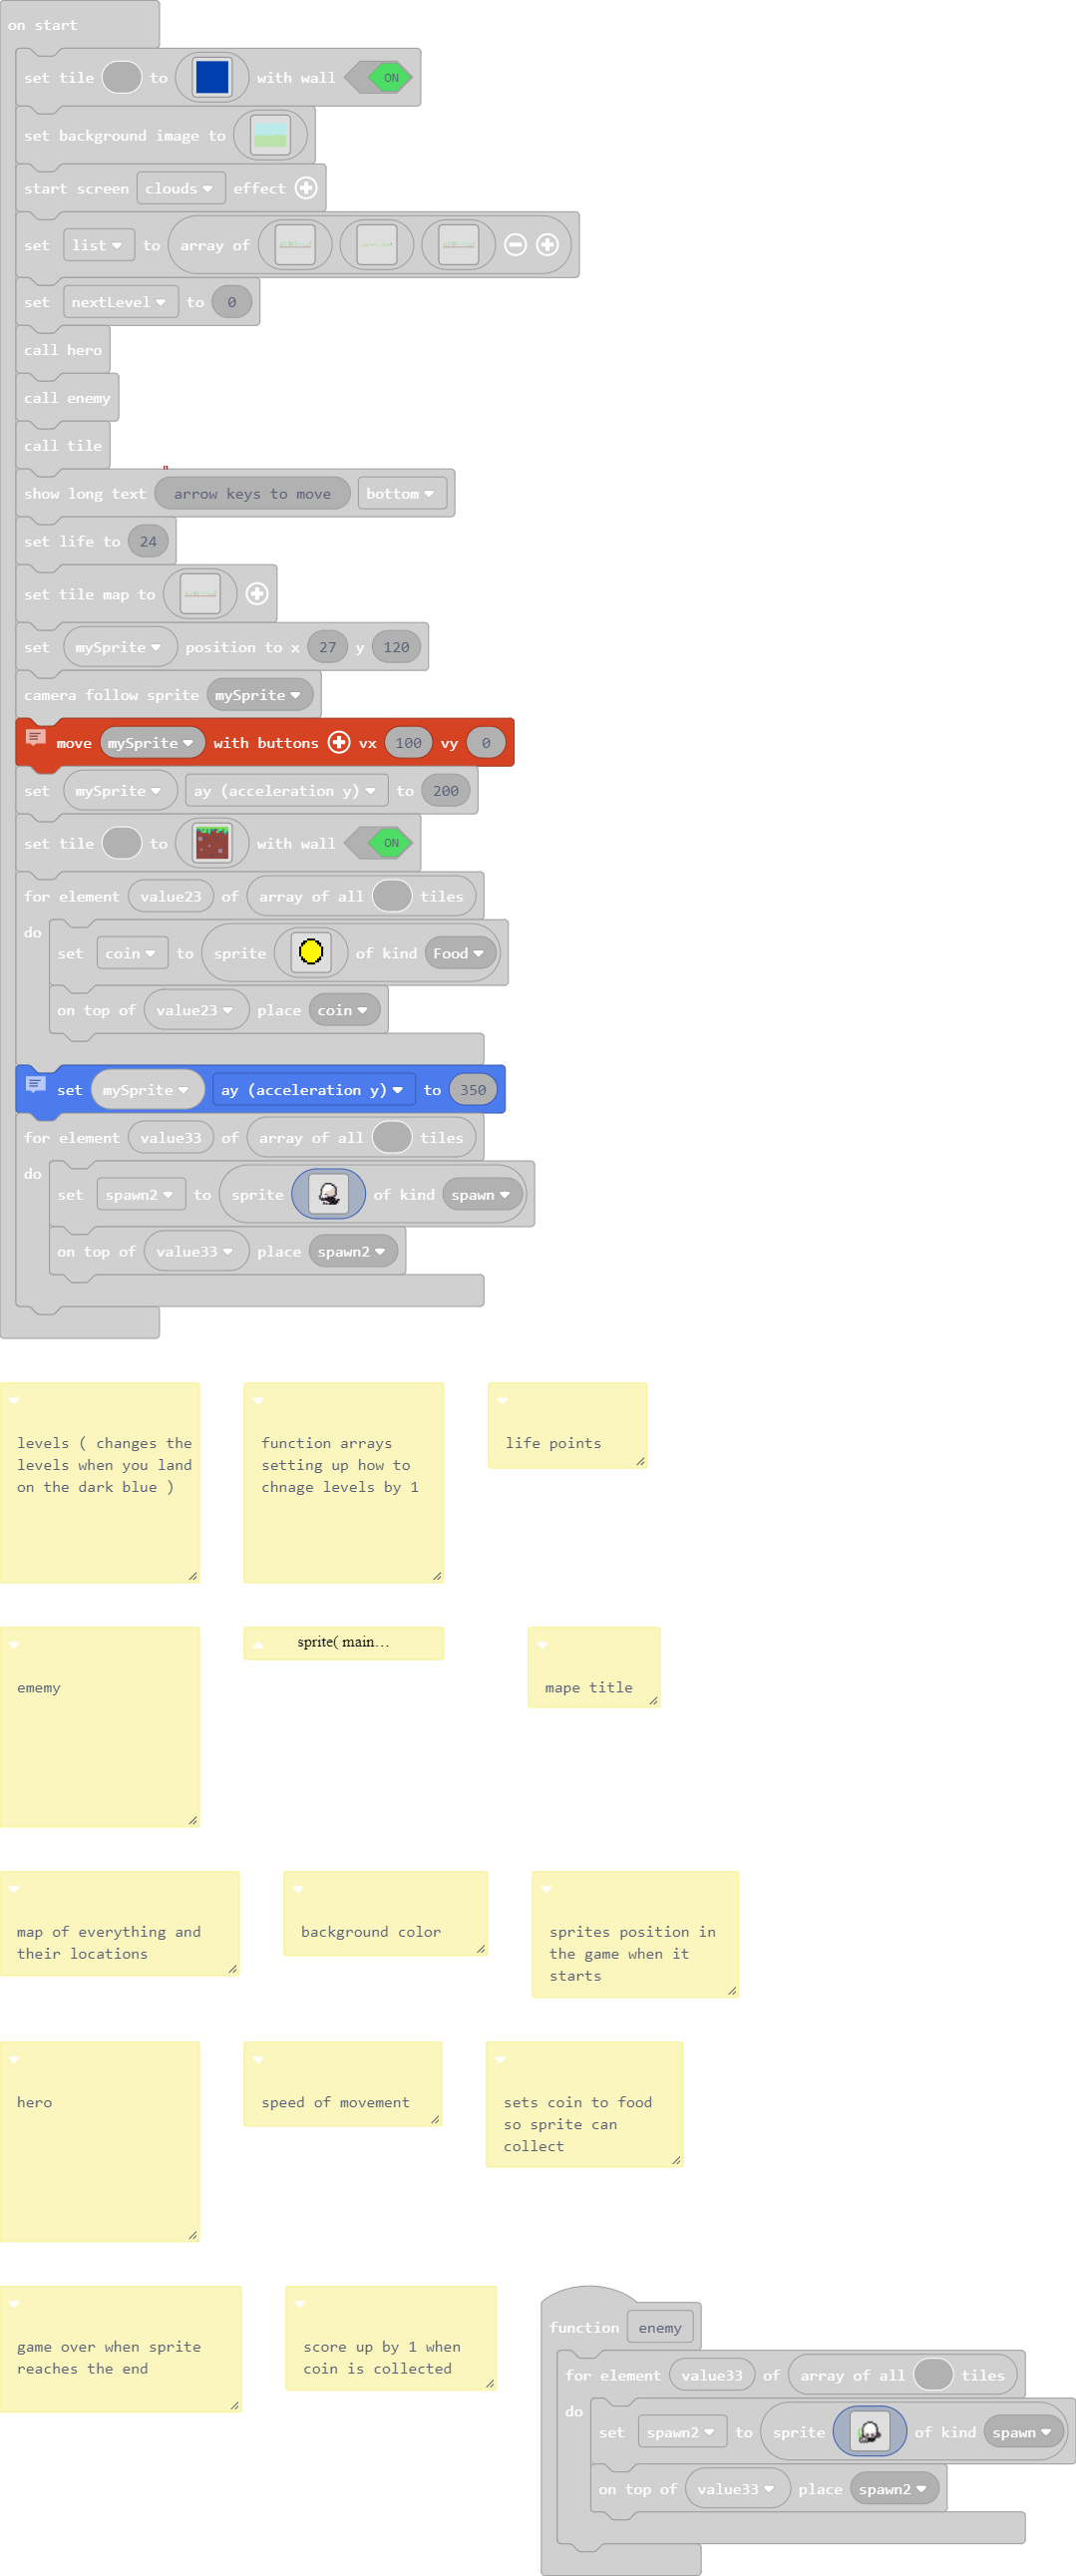 on start
set tile to with wall ON
set background image to
start screen clouds effect
set list to array of
set nextLevel to 0
call hero
call enemy
call tile
show long text " arrow keys to move bottom
set life to 24
set tile map to
set mySprite position to x 27 y 120
camera follow sprite mySprite
move mySprite with buttons vx 100 vy 0
set mySprite ay (acceleration y) to 200
set tile to with wall ON
for element value23 of array of all tiles
do
set coin to sprite of kind Food
on top of value23 place coin
set mySprite ay (acceleration y) to 350
for element value33 of array of all tiles
do
set spawn2 to sprite of kind spawn
on top of value33 place spawn2
levels ( changes the
levels when you land
on the dark blue )
function arrays
setting up how to
chnage levels by 1
life points
ememy
sprite( main…
mape title
map of everything and
their locations
background color
sprites position in
the game when it
starts
hero
speed of movement
sets coin to food
so sprite can
collect
game over when sprite
reaches the end
score up by 1 when
coin is collected
function enemy
for element value33 of array of all tiles
do
set spawn2 to sprite of kind spawn
on top of value33 place spawn2